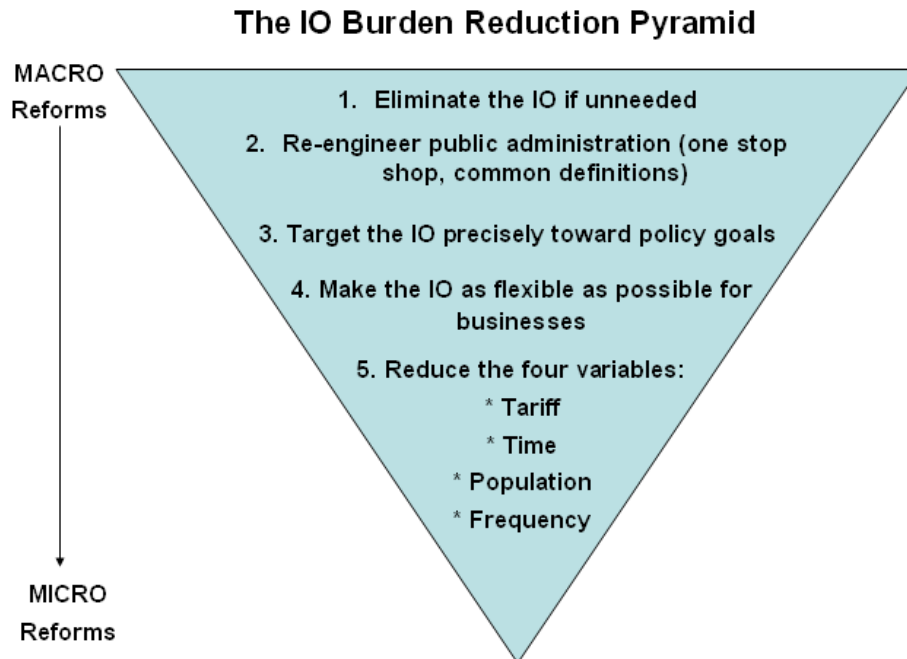 The IO Burden Reduction Pyramid
MACRO
Reforms
1. Eliminate the IO if unneeded
2. Re-engineer public administration (one stop
shop, common definitions)
3. Target the IO precisely toward policy goals
4. Make the IO as flexible as possible for
businesses
5. Reduce the four variables:
* Tariff
* Time
* Population
* Frequency
MICRO
Reforms